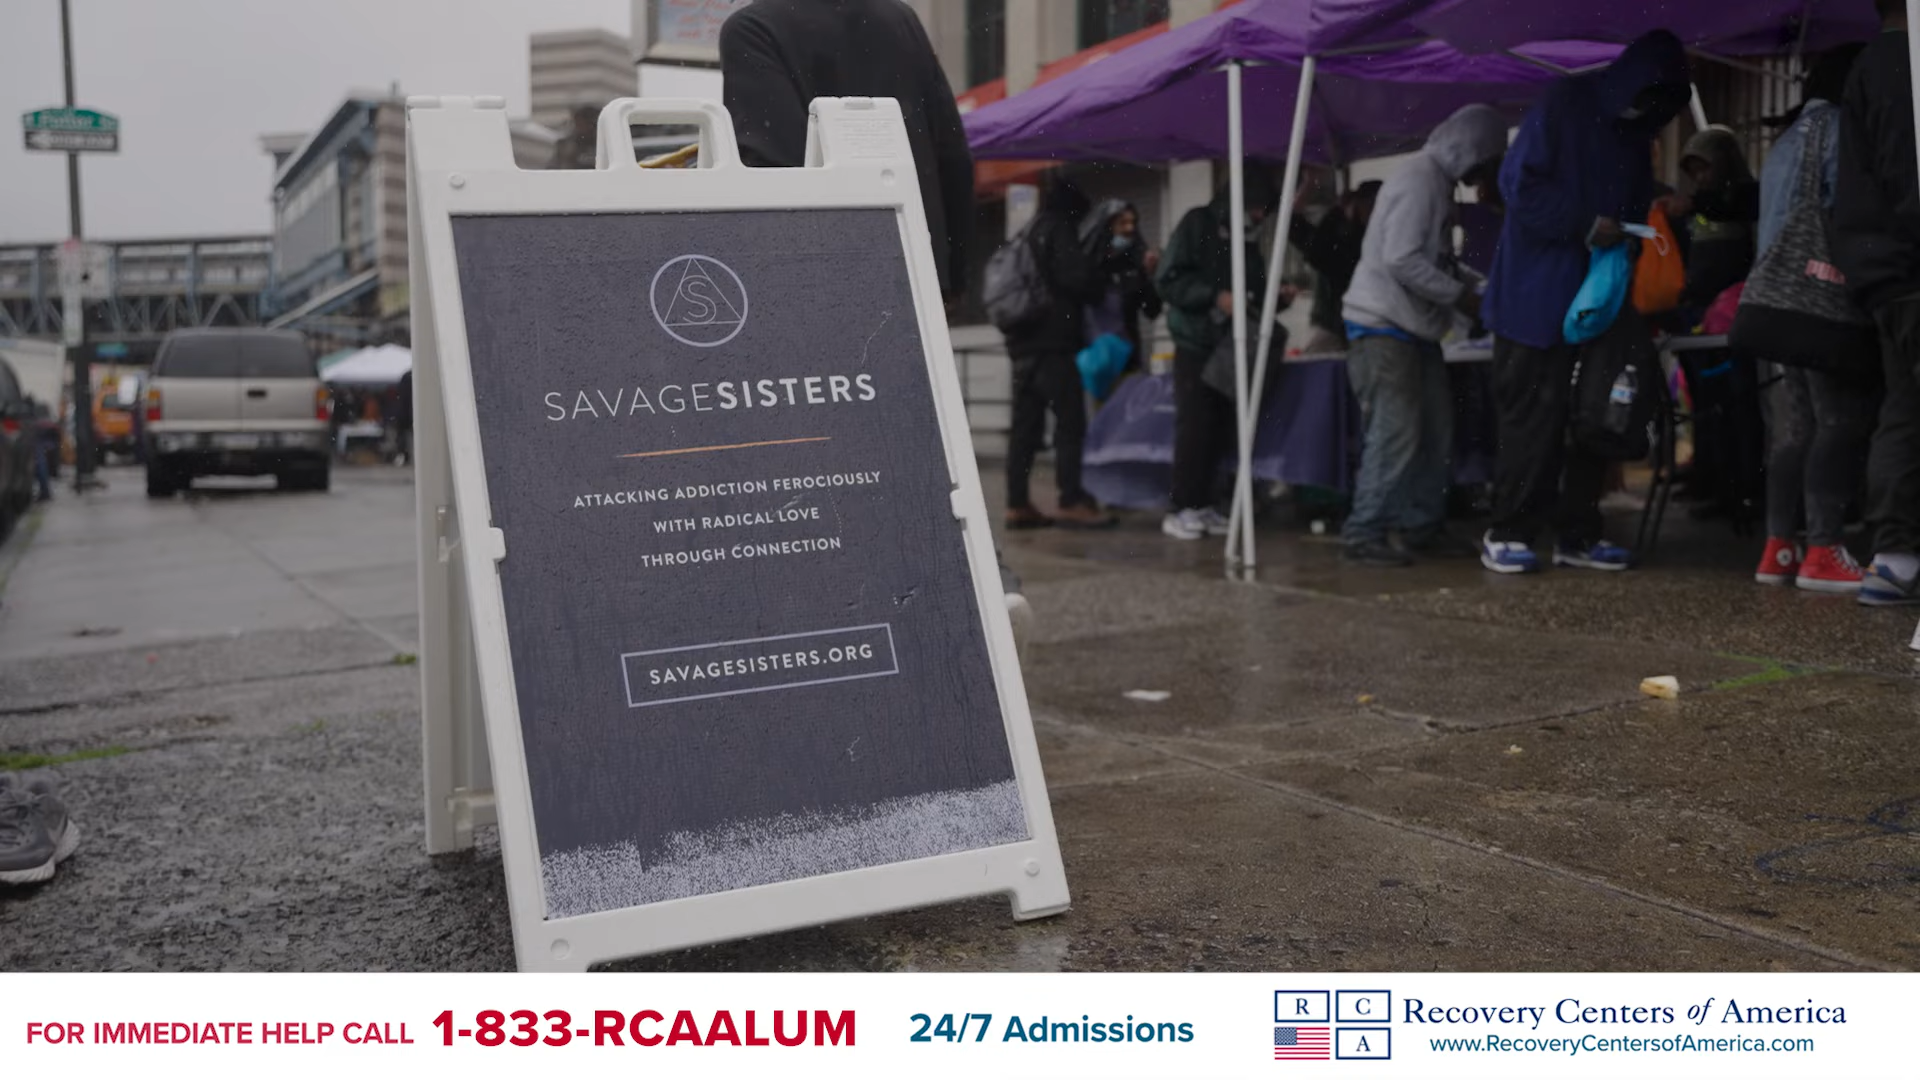 S
SAVAGESISTERS
ATTACKING ADDICTION FEROCIOUSLY
WITH RADICAL LOVE
THROUGH CONNECTION
SAVAGESISTERS.ORG
FOR IMMEDIATE HELP CALL 1-833-RCAALUM
24/7 Admissions
R C
A
Recovery Centers of America
www.RecoveryCentersofAmerica.com